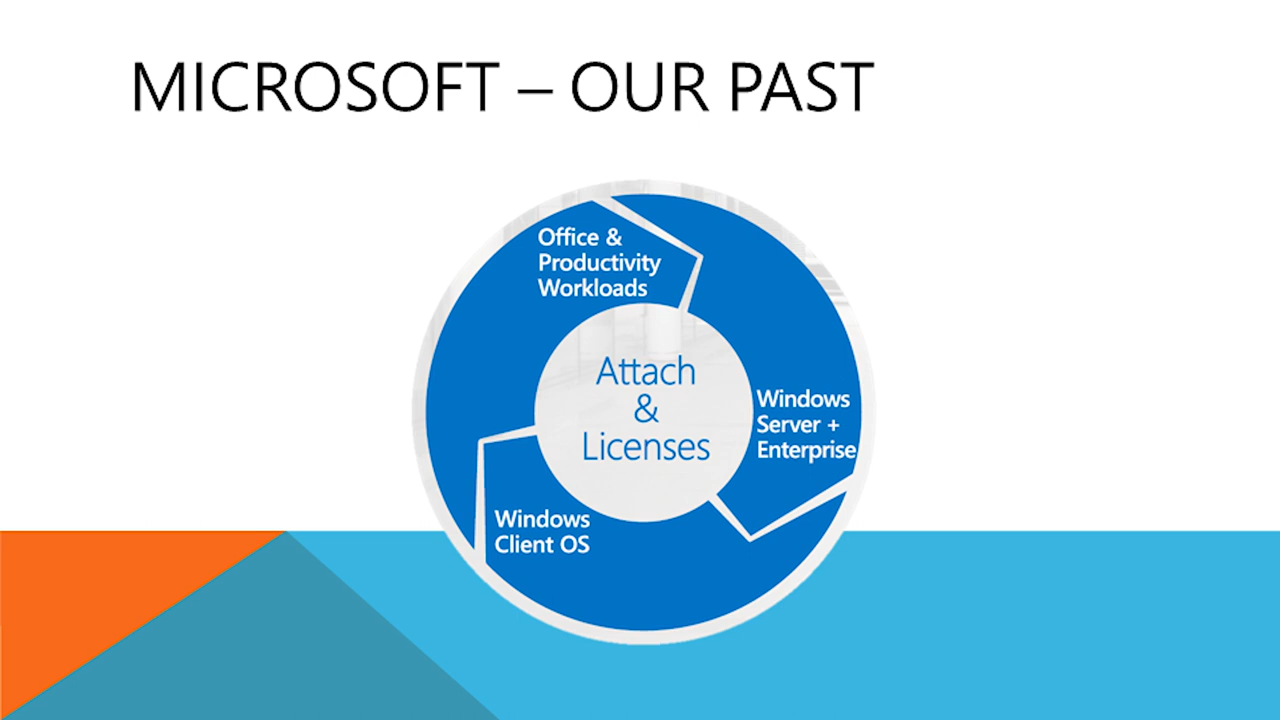 MICROSOFT – OUR PAST
Office &
Productivity
Workloads
Attach
&
Licenses
Windows
Server +
Enterprise
Windows
Client OS